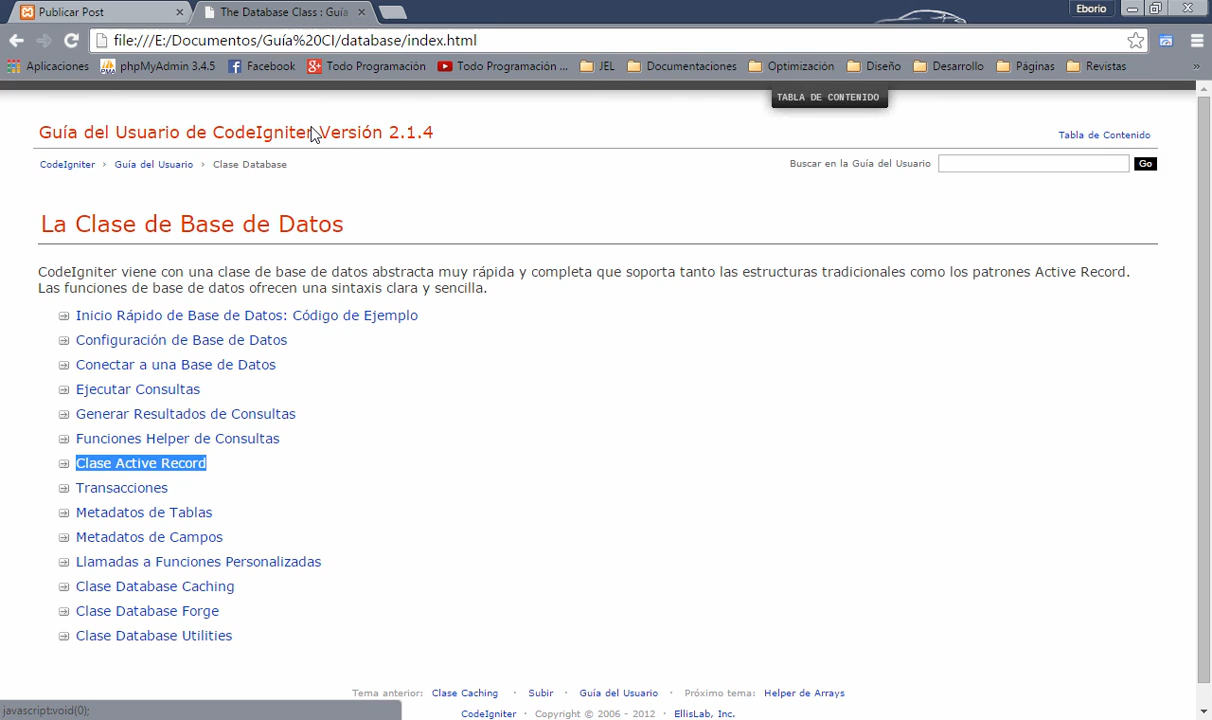 Publicar Post × The Database Class : Guía × Eborio
file:///E:/Documentos/Guía%20CI/database/index.html
Aplicaciones phpMyAdmin 3.4.5 Facebook Todo Programación Todo Programación ... JEL Documentaciones Optimización Diseño Desarrollo Páginas Revistas »
TABLA DE CONTENIDO
Guía del Usuario de CodeIgniter Versión 2.1.4
Tabla de Contenido
CodeIgniter › Guía del Usuario › Clase Database
Buscar en la Guía del Usuario Go
La Clase de Base de Datos
CodeIgniter viene con una clase de base de datos abstracta muy rápida y completa que soporta tanto las estructuras tradicionales como los patrones Active Record.
Las funciones de base de datos ofrecen una sintaxis clara y sencilla.
Inicio Rápido de Base de Datos: Código de Ejemplo
Configuración de Base de Datos
Conectar a una Base de Datos
Ejecutar Consultas
Generar Resultados de Consultas
Funciones Helper de Consultas
Clase Active Record
Transacciones
Metadatos de Tablas
Metadatos de Campos
Llamadas a Funciones Personalizadas
Clase Database Caching
Clase Database Forge
Clase Database Utilities
Tema anterior: Clase Caching · Subir · Guía del Usuario · Próximo tema: Helper de Arrays
CodeIgniter · Copyright © 2006 - 2012 · EllisLab, Inc.
javascript:void(0);